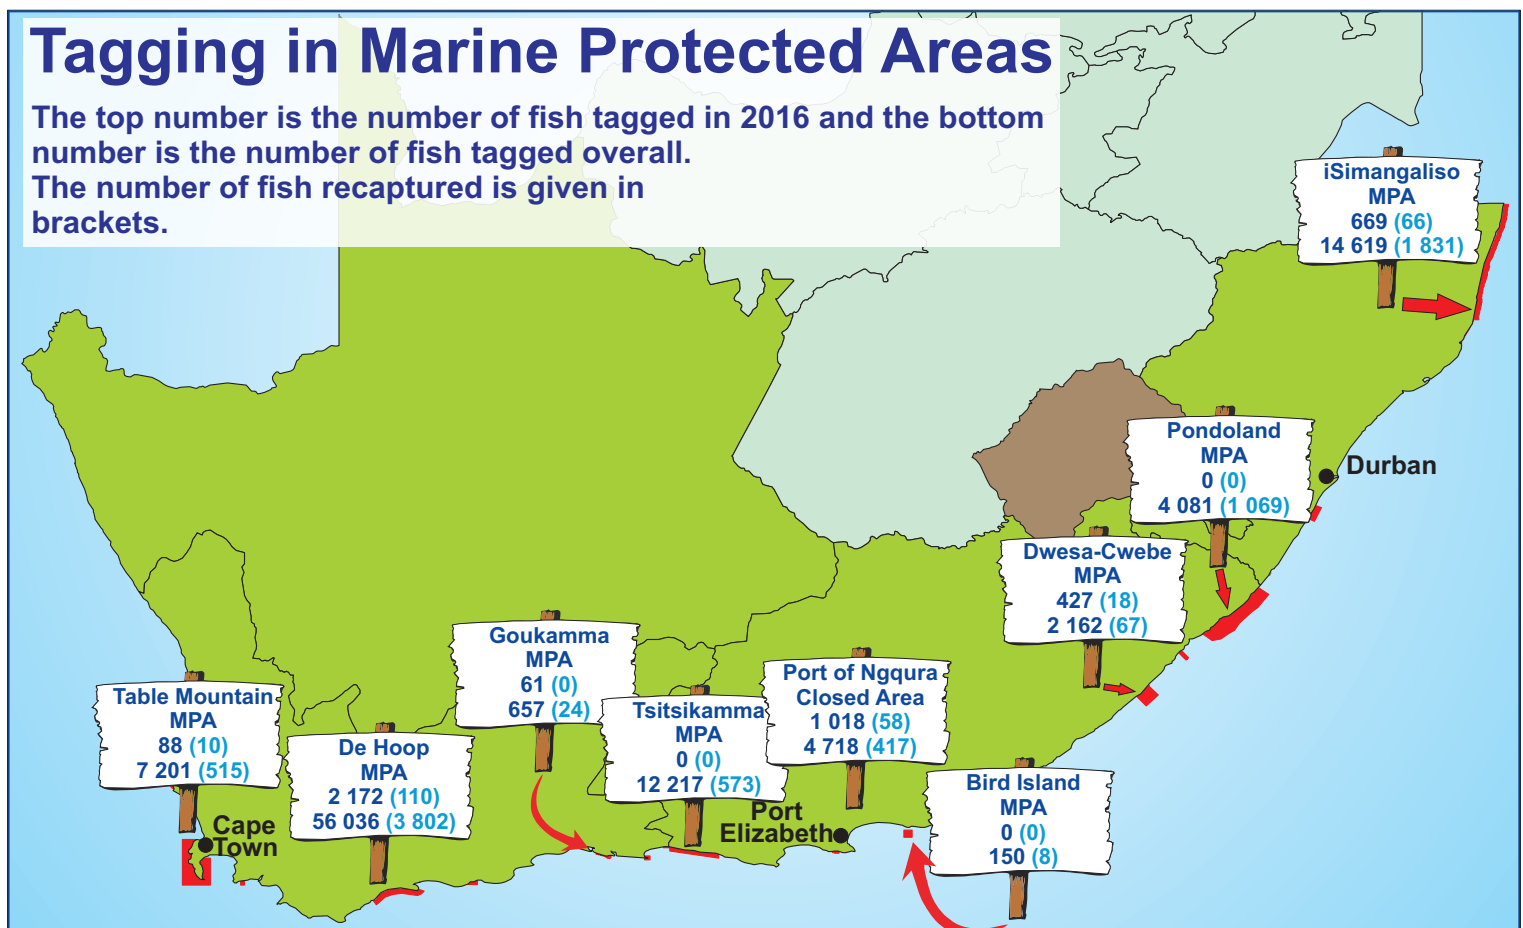 Tagging in Marine Protected Areas
The top number is the number of fish tagged in 2016 and the bottom
number is the number of fish tagged overall.
The number of fish recaptured is given in
brackets.
iSimangaliso
MPA
669 (66)
14 619 (1 831)
Pondoland
MPA
0 (0)
4 081 (1 069)
Durban
Dwesa-Cwebe
MPA
427 (18)
2 162 (67)
Goukamma
MPA
61 (0)
657 (24)
Port of Ngqura
Closed Area
1 018 (58)
4 718 (417)
Table Mountain
MPA
88 (10)
7 201 (515)
Tsitsikamma
MPA
0 (0)
12 217 (573)
De Hoop
MPA
2 172 (110)
56 036 (3 802)
Bird Island
MPA
0 (0)
150 (8)
Cape
Town
Port
Elizabeth